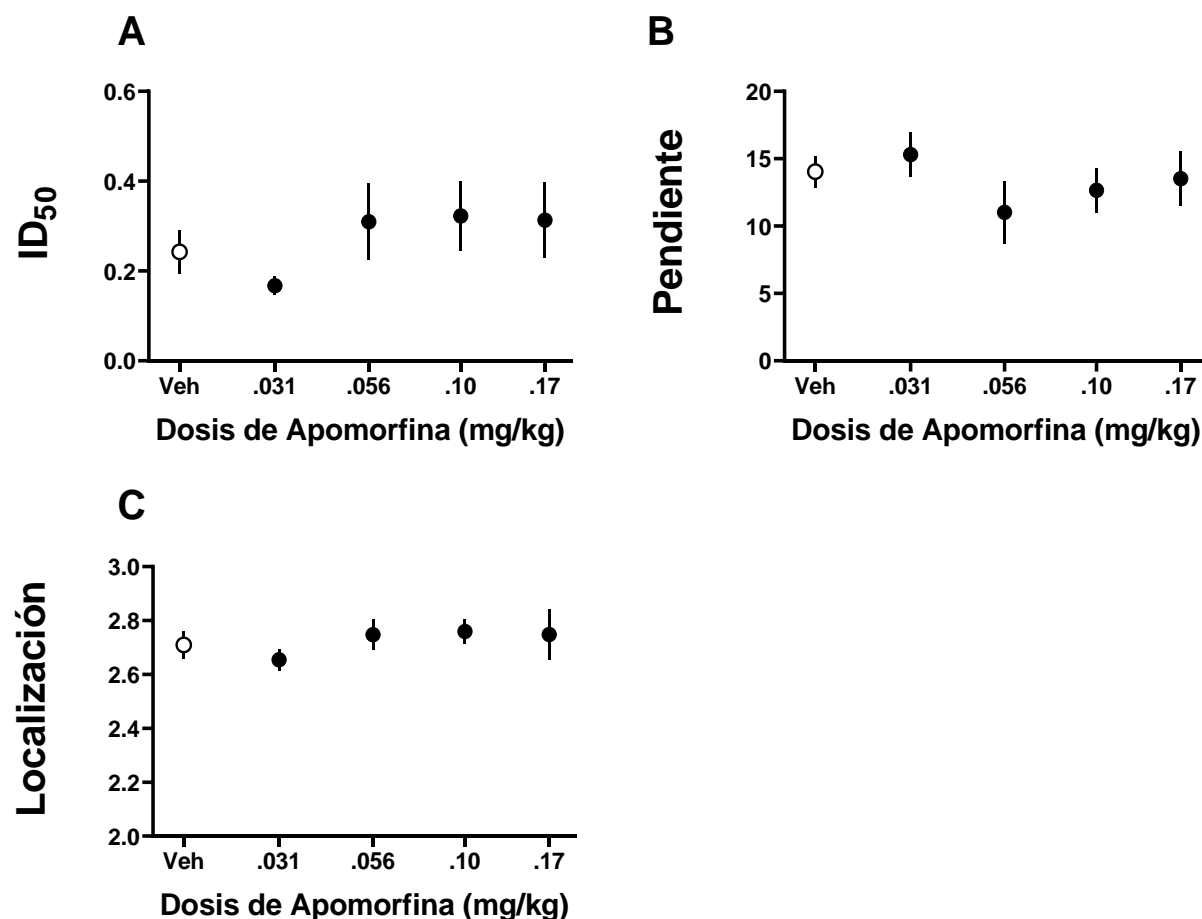 A
ID50
0.6
0.4
0.2
0.0
Veh .031 .056 .10 .17
Dosis de Apomorfina (mg/kg)
B
Pendiente
20
15
10
5
0
Veh .031 .056 .10 .17
Dosis de Apomorfina (mg/kg)
C
Localización
3.0
2.8
2.6
2.4
2.2
2.0
Veh .031 .056 .10 .17
Dosis de Apomorfina (mg/kg)